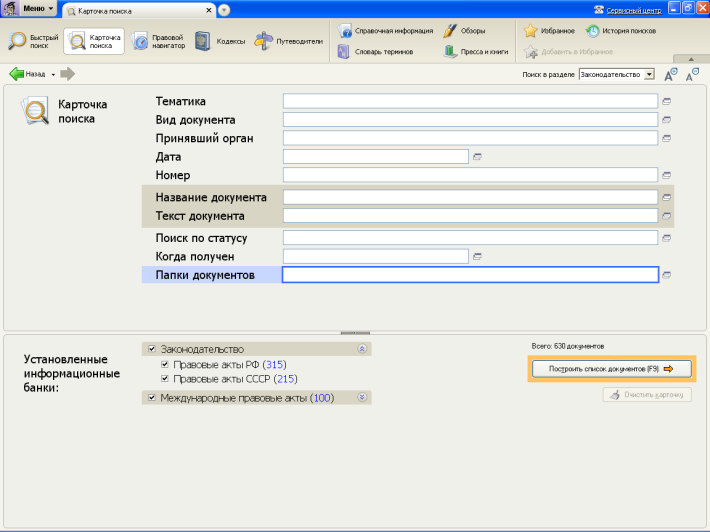 Меню
Карточка поиска
Сервисный центр
Быстрый
поиск
Карточка
поиска
Правовой
навигатор
Кодексы
Путеводители
Справочная информация
Обзоры
Словарь терминов
Пресса и книги
Избранное
История поисков
Добавить в Избранное
Назад
Поиск в разделе
Законодательство
Карточка
поиска
Тематика
Вид документа
Принявший орган
Дата
Номер
Название документа
Текст документа
Поиск по статусу
Когда получен
Папки документов
Установленные
информационные
банки:
Законодательство
Правовые акты РФ (315)
Правовые акты СССР (215)
Международные правовые акты (100)
Всего: 630 документов
Построить список документов (F9)
Очистить карточку